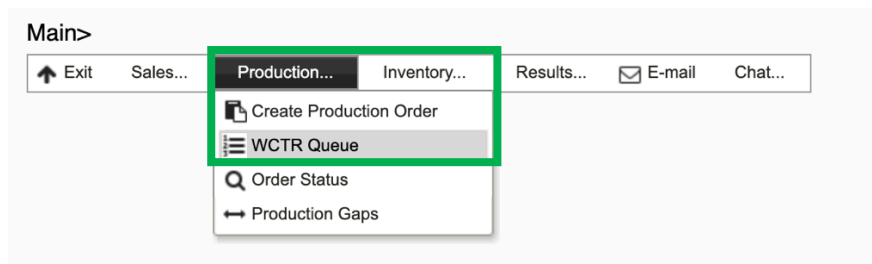 Main>
Exit Sales... Production... Inventory... Results... E-mail Chat...
Create Production Order
WCTR Queue
Order Status
Production Gaps